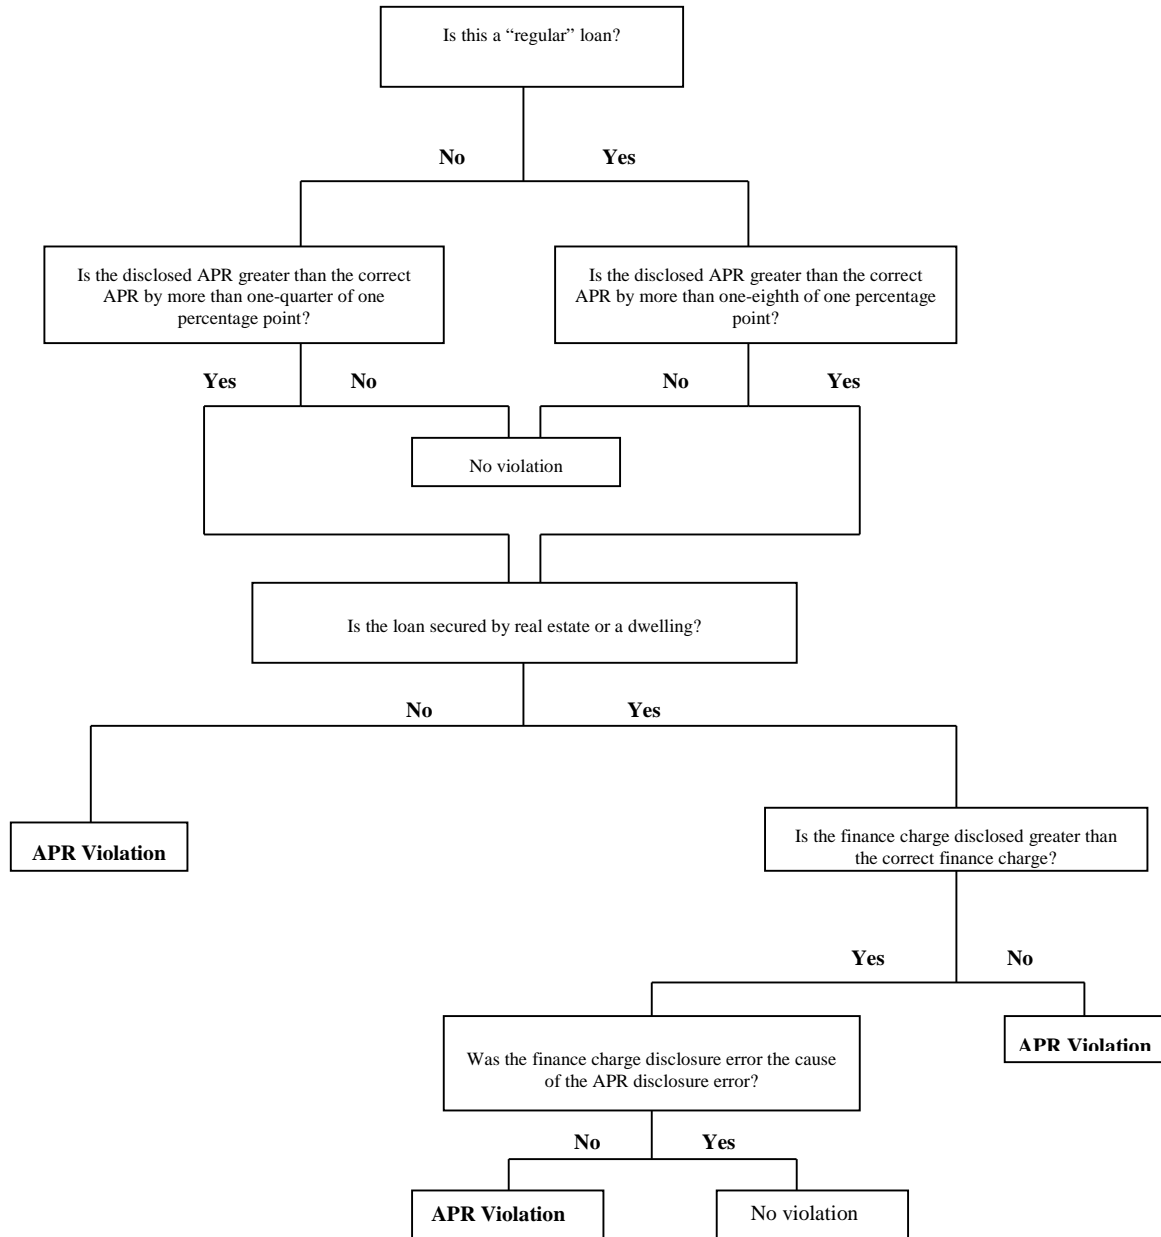 Is this a “regular” loan?
No
Yes
Is the disclosed APR greater than the correct
APR by more than one-quarter of one
percentage point?
Is the disclosed APR greater than the correct
APR by more than one-eighth of one percentage
point?
Yes
No
No
Yes
No violation
Is the loan secured by real estate or a dwelling?
No
Yes
APR Violation
Is the finance charge disclosed greater than
the correct finance charge?
Yes
No
Was the finance charge disclosure error the cause
of the APR disclosure error?
APR Violation
No
Yes
APR Violation
No violation